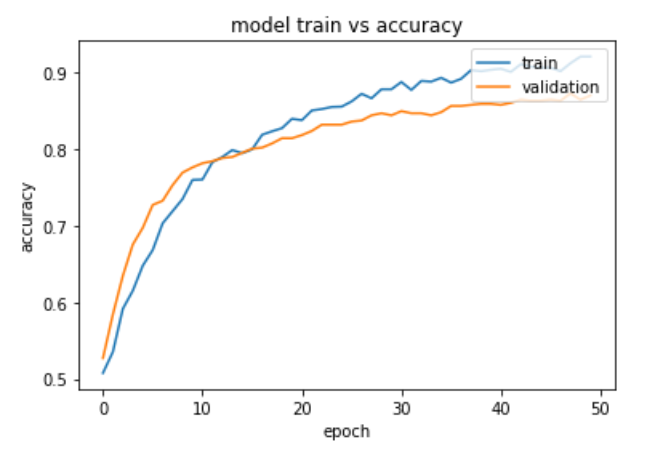 model train vs accuracy
train
validation
accuracy
0.9
0.8
0.7
0.6
0.5
0 10 20 30 40 50
epoch